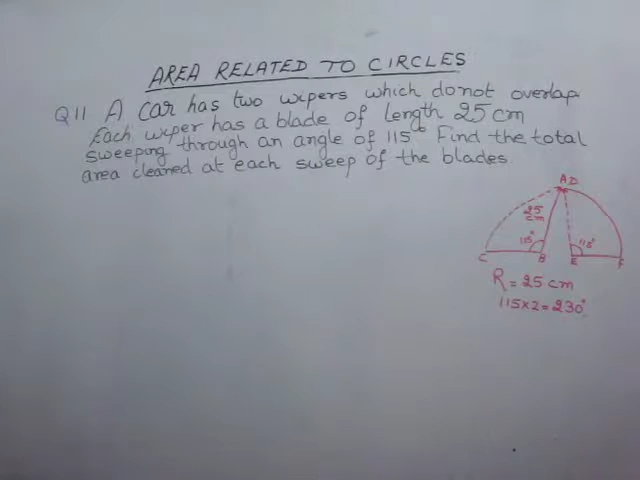 AREA RELATED TO CIRCLES
Q11 A Car has two wipers which donot overlap
Each wiper has a blade of length 25 cm
sweeping through an angle of 115° Find the total
area cleaned at each sweep of the blades.
A D
25 cm
115° 115°
C B E F
R = 25 cm
115×2=230°